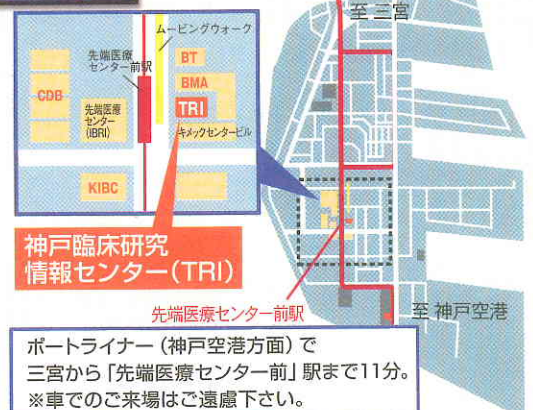 至 三宮
ムービングウォーク
先端医療
センター前駅
BT
BMA
CDB
先端医療
センター
(IBRI)
TRI
キメックセンタービル
KIBC
神戸臨床研究
情報センター(TRI)
先端医療センター前駅
至 神戸空港
ポートライナー(神戸空港方面)で
三宮から「先端医療センター前」駅まで11分。
※車でのご来場はご遠慮下さい。